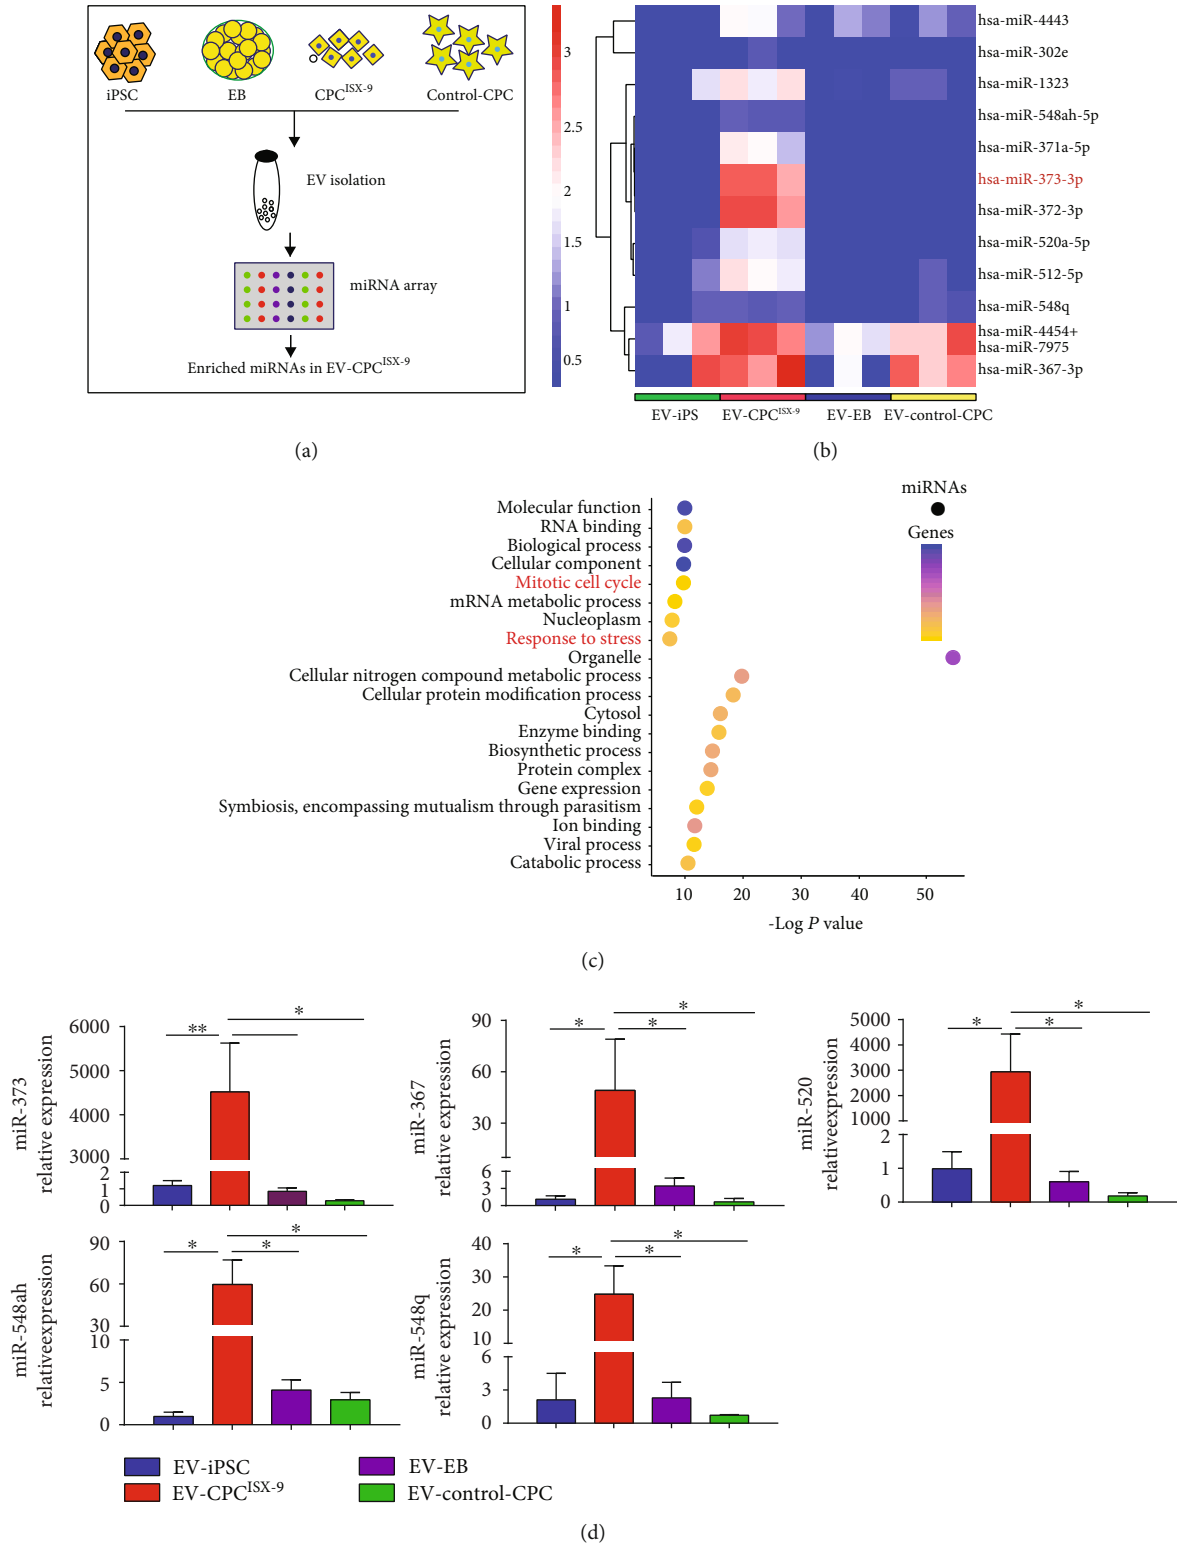 iPSC
EB
CPC^ISX-9
Control-CPC
EV isolation
miRNA array
Enriched miRNAs in EV-CPC^ISX-9
(a)
3
2.5
2
1.5
1
0.5
hsa-miR-4443
hsa-miR-302e
hsa-miR-1323
hsa-miR-548ah-5p
hsa-miR-371a-5p
hsa-miR-373-3p
hsa-miR-372-3p
hsa-miR-520a-5p
hsa-miR-512-5p
hsa-miR-548q
hsa-miR-4454+
hsa-miR-7975
hsa-miR-367-3p
EV-iPS
EV-CPC^ISX-9
EV-EB
EV-control-CPC
(b)
Molecular function
RNA binding
Biological process
Cellular component
Mitotic cell cycle
mRNA metabolic process
Nucleoplasm
Response to stress
Organelle
Cellular nitrogen compound metabolic process
Cellular protein modification process
Cytosol
Enzyme binding
Biosynthetic process
Protein complex
Gene expression
Symbiosis, encompassing mutualism through parasitism
Ion binding
Viral process
Catabolic process
10 20 30 40 50
-Log P value
miRNAs
Genes
(c)
miR-373
relative expression
6000
5000
4000
3000
2
1
0
**
*
miR-367
relative expression
90
60
30
6
3
0
*
*
*
miR-520
relativeexpression
5000
4000
3000
2000
1000
2
1
0
*
*
*
miR-548ah
relativeexpression
90
60
30
10
5
0
*
*
*
miR-548q
relative expression
40
30
20
10
6
3
0
*
*
*
EV-iPSC
EV-CPC^ISX-9
EV-EB
EV-control-CPC
(d)